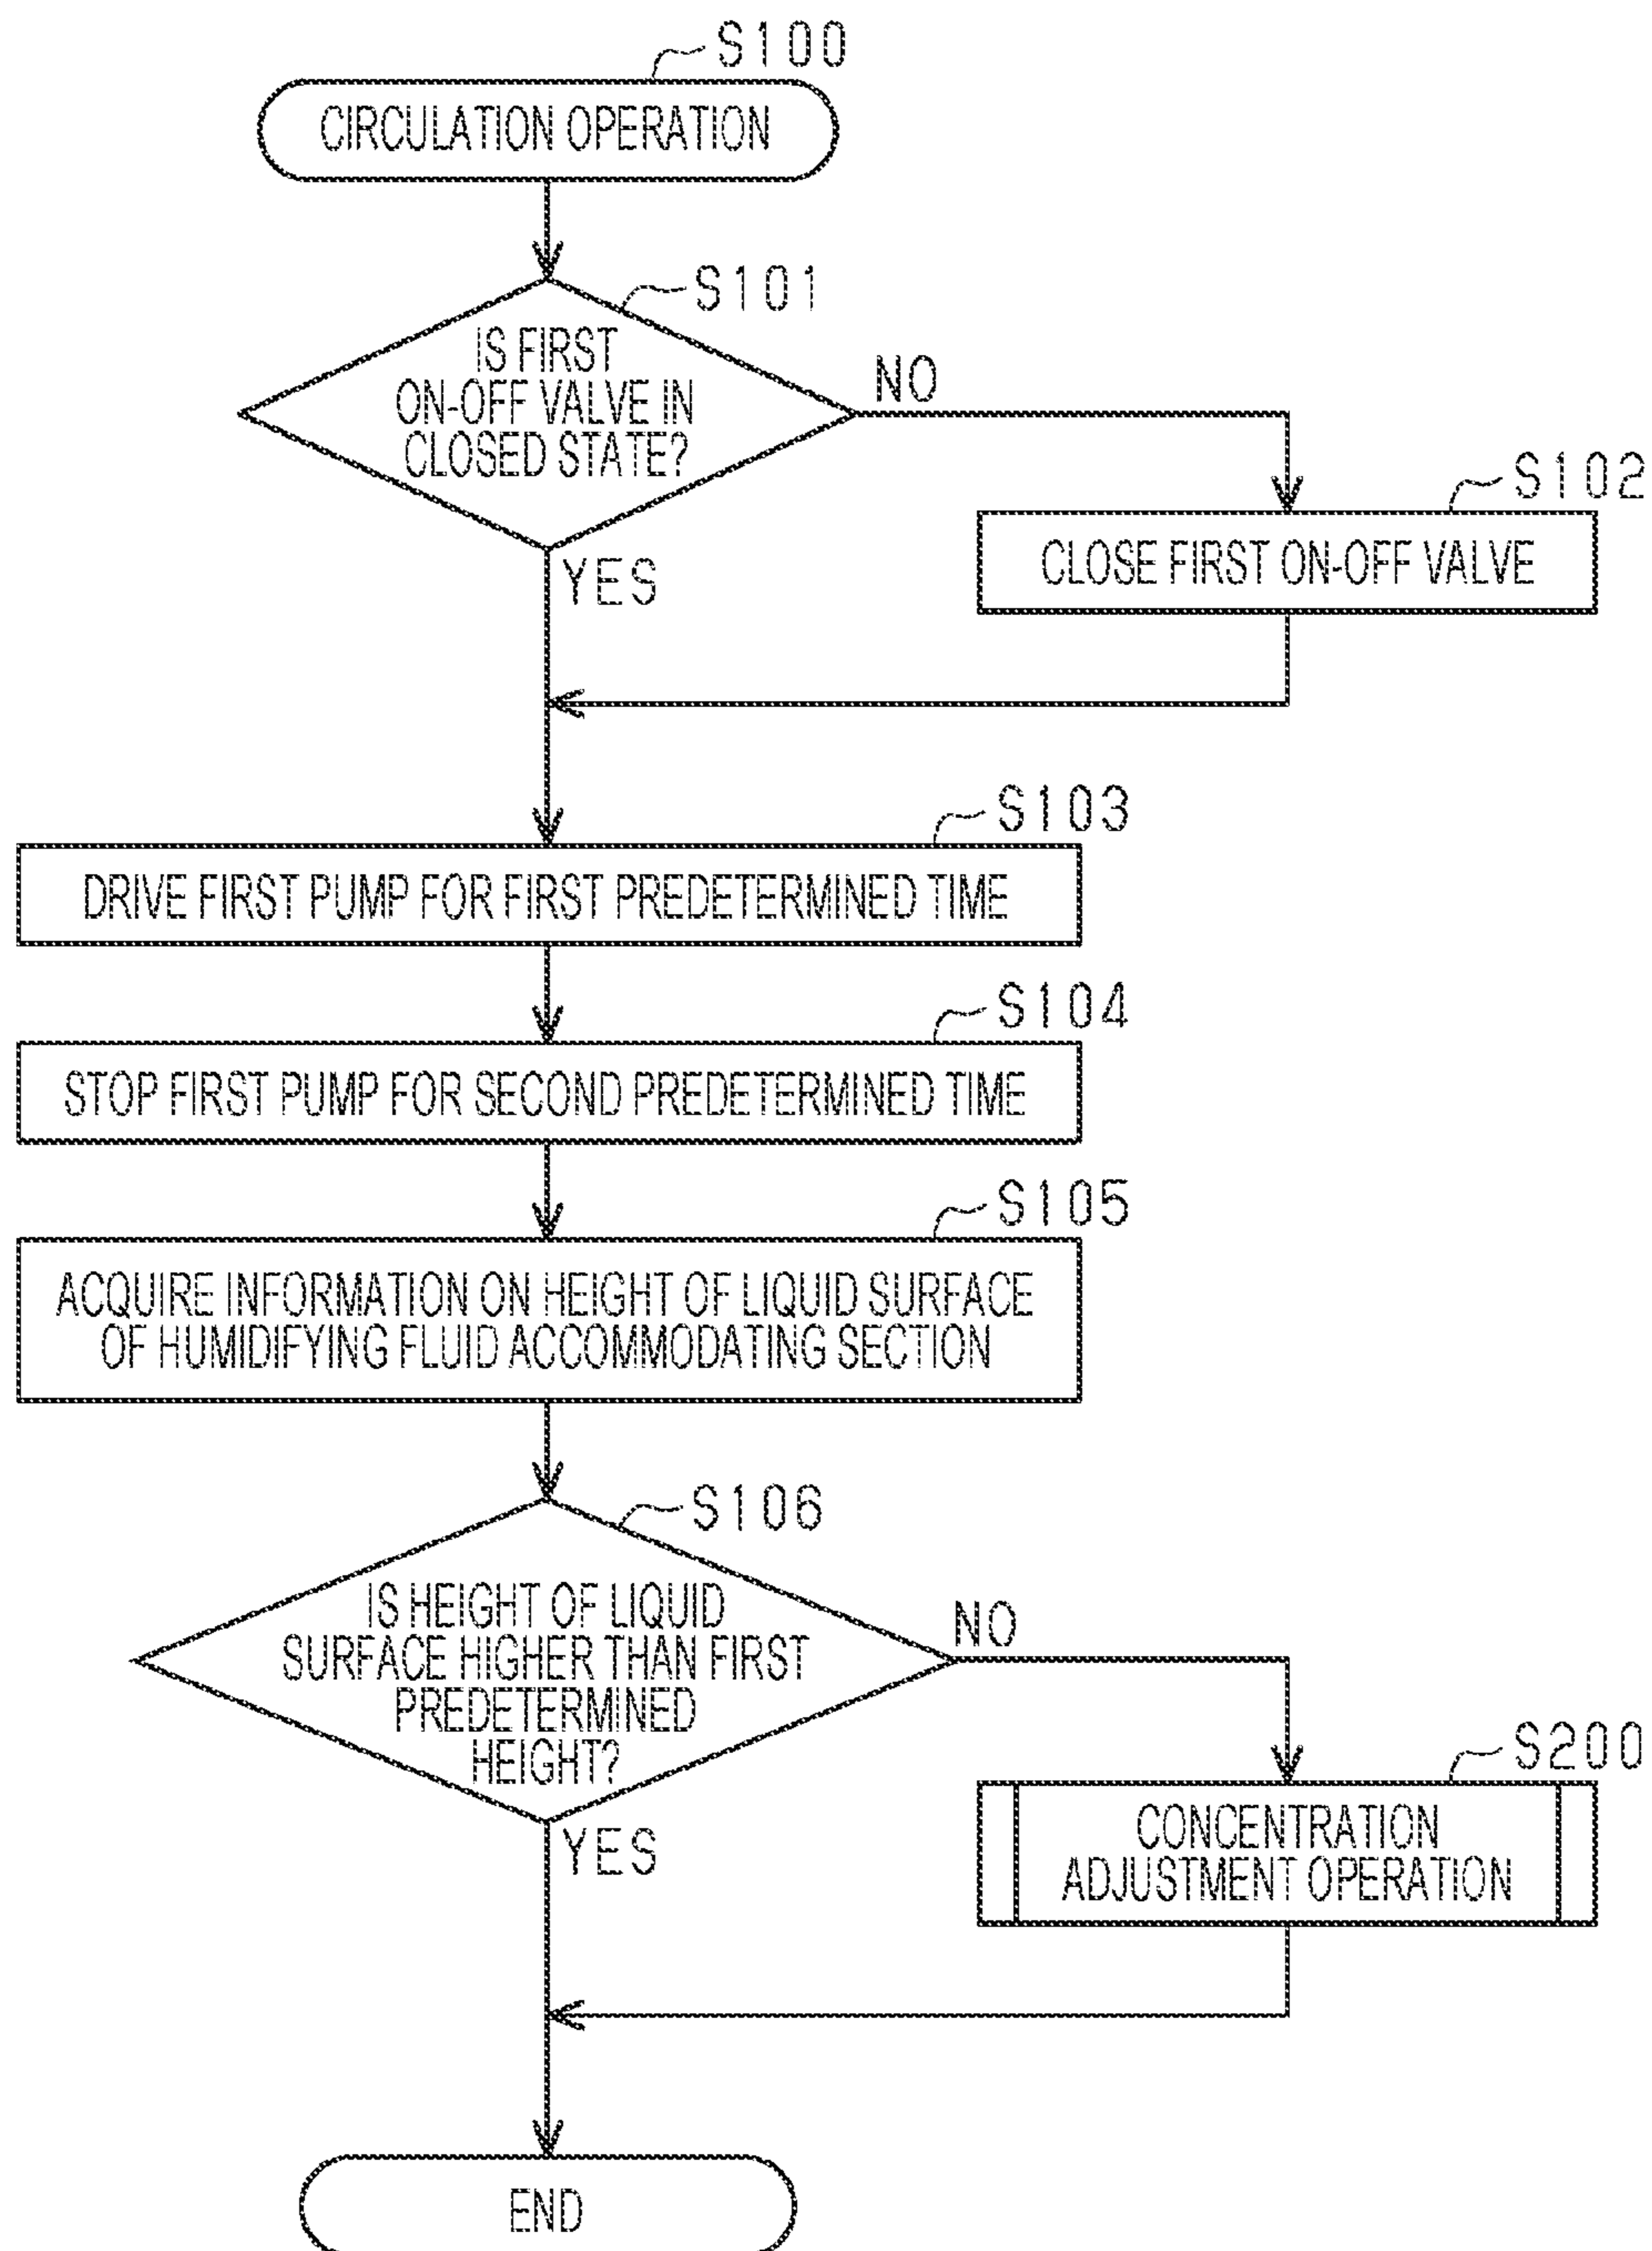 S100
CIRCULATION OPERATION
S101
IS FIRST
ON-OFF VALVE IN
CLOSED STATE?
NO
S102
CLOSE FIRST ON-OFF VALVE
YES
S103
DRIVE FIRST PUMP FOR FIRST PREDETERMINED TIME
S104
STOP FIRST PUMP FOR SECOND PREDETERMINED TIME
S105
ACQUIRE INFORMATION ON HEIGHT OF LIQUID SURFACE
OF HUMIDIFYING FLUID ACCOMMODATING SECTION
S106
IS HEIGHT OF LIQUID
SURFACE HIGHER THAN FIRST
PREDETERMINED
HEIGHT?
NO
S200
CONCENTRATION
ADJUSTMENT OPERATION
YES
END